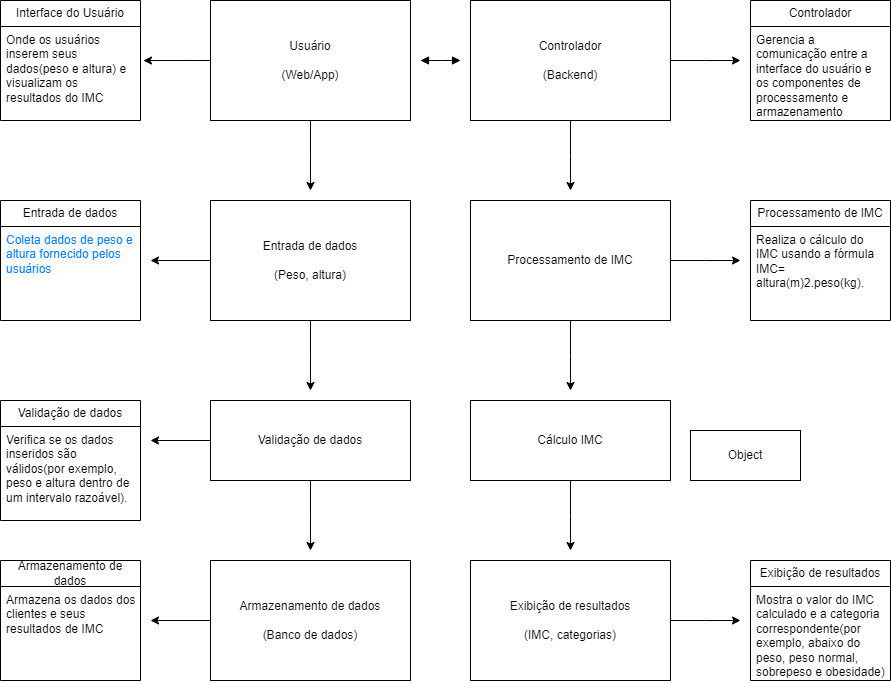 Interface do Usuário
Onde os usuários
inserem seus
dados(peso e altura) e
visualizam os
resultados do IMC
Usuário
(Web/App)
Controlador
(Backend)
Controlador
Gerencia a
comunicação entre a
interface do usuário e
os componentes de
processamento e
armazenamento
Entrada de dados
Coleta dados de peso e
altura fornecido pelos
usuários
Entrada de dados
(Peso, altura)
Processamento de IMC
Processamento de IMC
Realiza o cálculo do
IMC usando a fórmula
IMC=
altura(m)2.peso(kg).
Validação de dados
Verifica se os dados
inseridos são
válidos(por exemplo,
peso e altura dentro de
um intervalo razoável).
Validação de dados
Cálculo IMC
Object
Armazenamento de
dados
Armazena os dados dos
clientes e seus
resultados de IMC
Armazenamento de dados
(Banco de dados)
Exibição de resultados
(IMC, categorias)
Exibição de resultados
Mostra o valor do IMC
calculado e a categoria
correspondente(por
exemplo, abaixo do
peso, peso normal,
sobrepeso e obesidade)